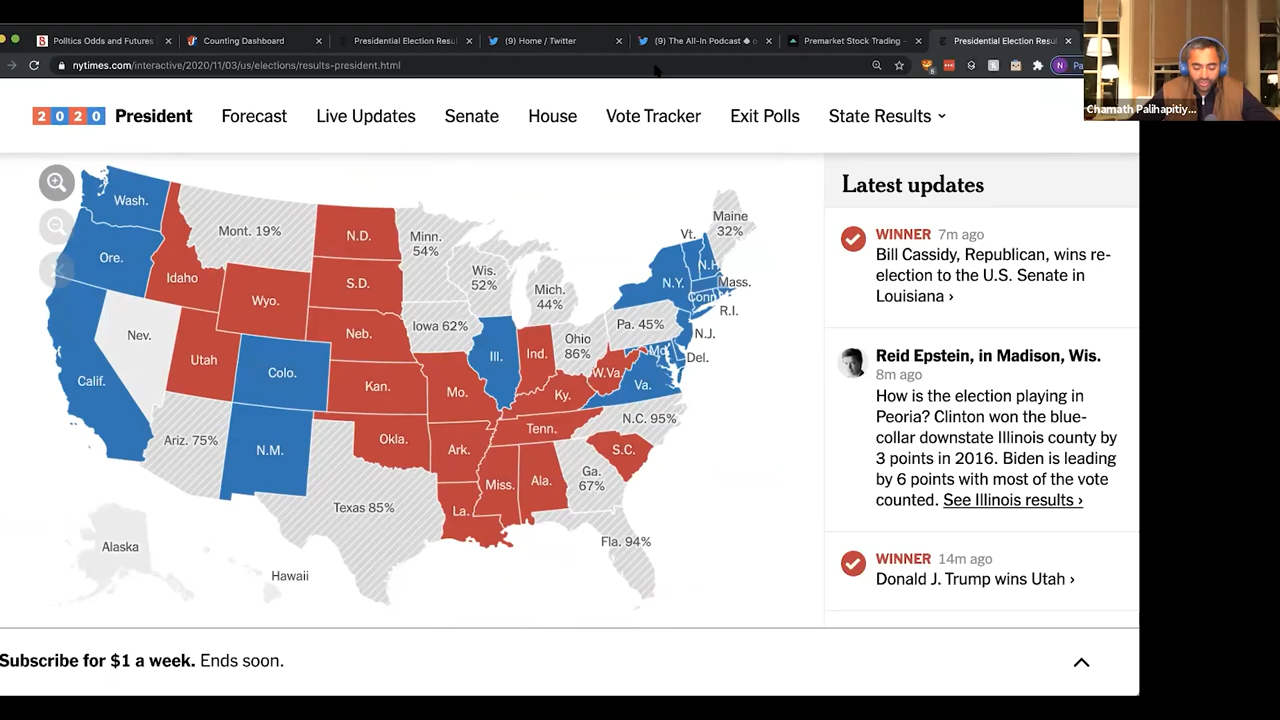 Politics Odds and Futures
Counting Dashboard
Presidential Election Resu
(9) Home / Twitter
(9) The All-In Podcast
Premarket Stock Trading -
Presidential Election Resu
nytimes.com/interactive/2020/11/03/us/elections/results-president.html
N
Pa
Chamath Palihapitiy...
2020 President
Forecast
Live Updates
Senate
House
Vote Tracker
Exit Polls
State Results
Wash.
Mont. 19%
N.D.
Minn.
54%
Maine
32%
Vt.
Ore.
Idaho
S.D.
Wis.
52%
N.H
N.Y.
Mass.
Conn
R.I.
Wyo.
Mich.
44%
Iowa 62%
Pa. 45%
N.J.
Nev.
Neb.
Ohio
86%
Md.
Del.
Utah
Colo.
Ill.
Ind.
W.Va.
Va.
Calif.
Kan.
Mo.
Ky.
N.C. 95%
Ariz. 75%
N.M.
Okla.
Ark.
Tenn.
S.C.
Miss.
Ala.
Ga.
67%
Texas 85%
La.
Fla. 94%
Alaska
Hawaii
Latest updates
WINNER 7m ago
Bill Cassidy, Republican, wins re-
election to the U.S. Senate in
Louisiana ›
Reid Epstein, in Madison, Wis.
8m ago
How is the election playing in
Peoria? Clinton won the blue-
collar downstate Illinois county by
3 points in 2016. Biden is leading
by 6 points with most of the vote
counted. See Illinois results ›
WINNER 14m ago
Donald J. Trump wins Utah ›
Subscribe for $1 a week. Ends soon.